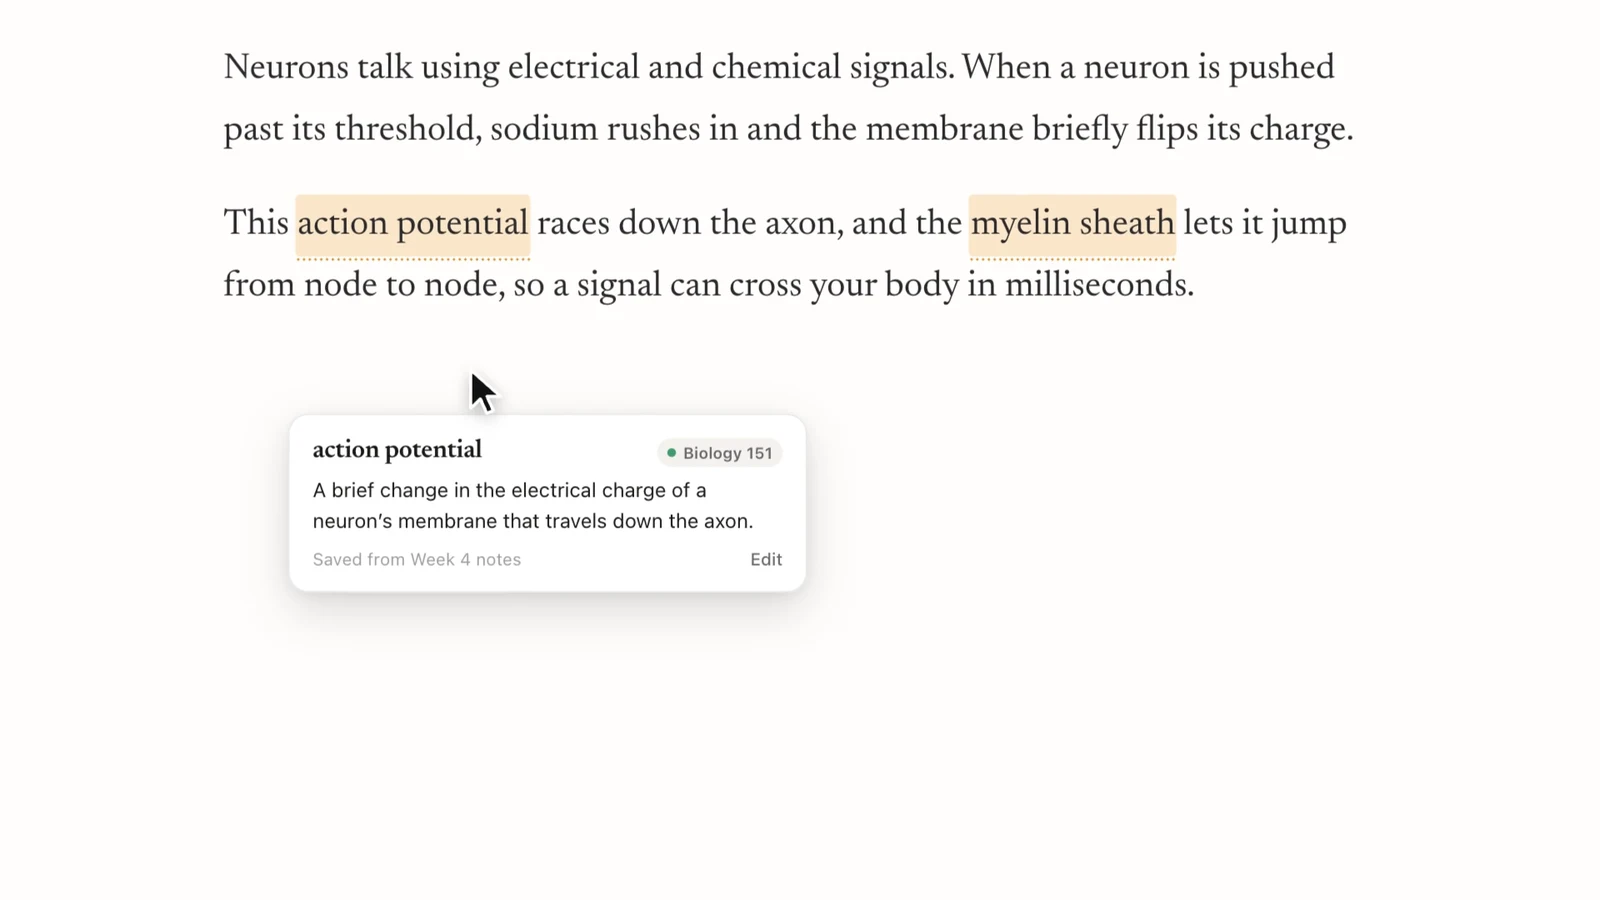 Neurons talk using electrical and chemical signals. When a neuron is pushed
past its threshold, sodium rushes in and the membrane briefly flips its charge.
This action potential races down the axon, and the myelin sheath lets it jump
from node to node, so a signal can cross your body in milliseconds.
action potential
Biology 151
A brief change in the electrical charge of a
neuron’s membrane that travels down the axon.
Saved from Week 4 notes
Edit